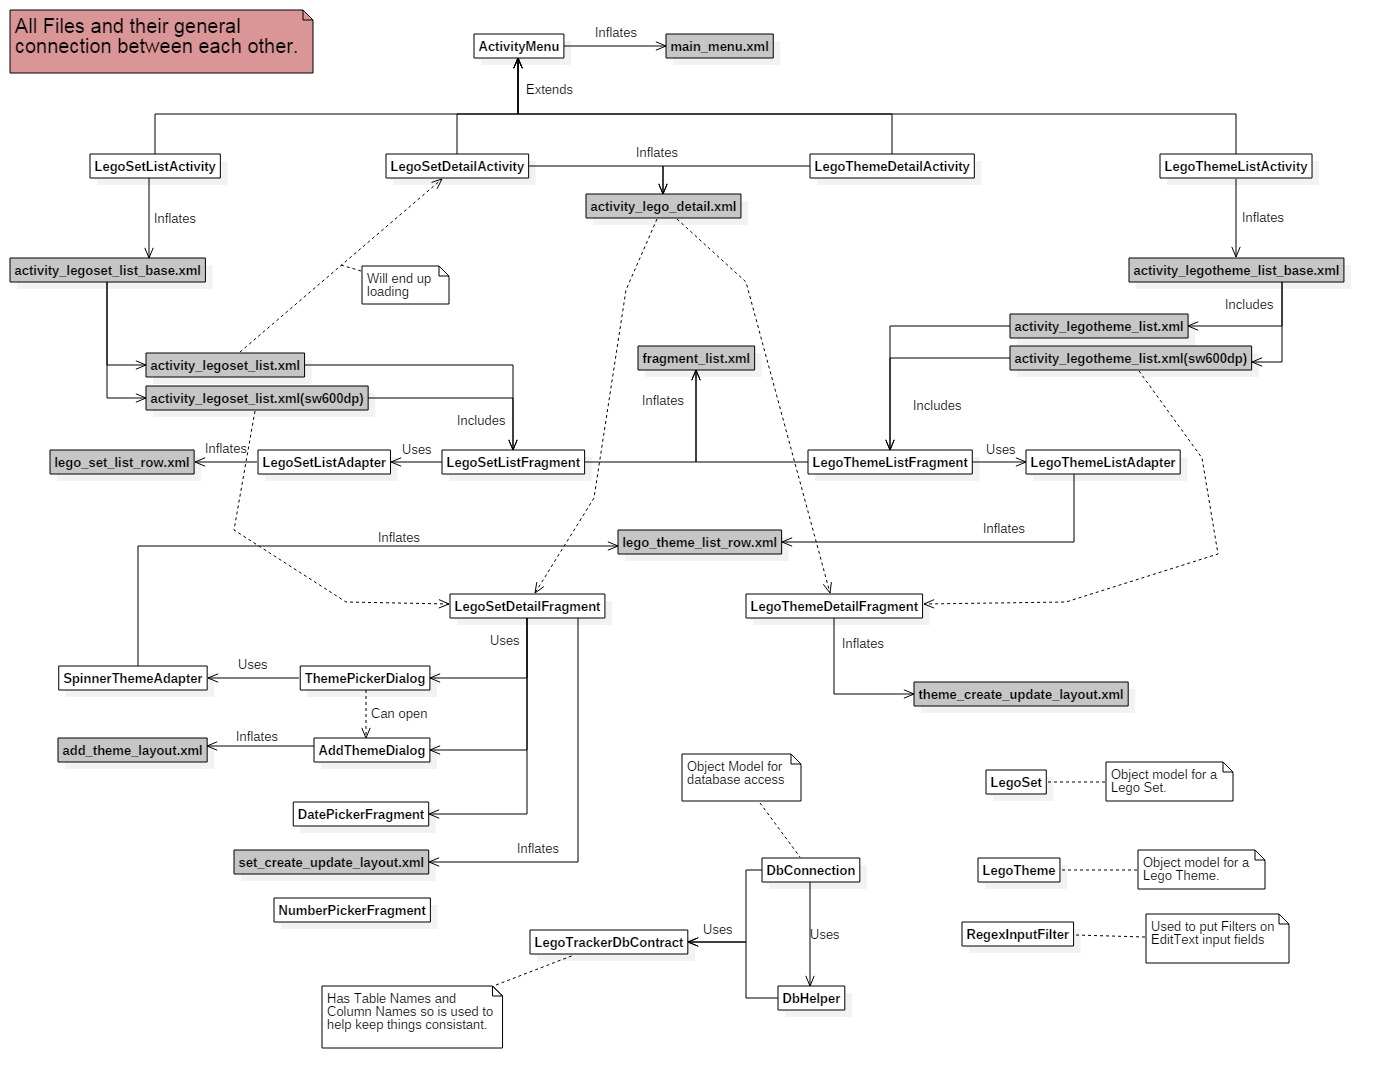 All Files and their general
connection between each other.
ActivityMenu
Inflates
main_menu.xml
Extends
LegoSetListActivity
LegoSetDetailActivity
Inflates
LegoThemeDetailActivity
LegoThemeListActivity
Inflates
activity_lego_detail.xml
Inflates
activity_legoset_list_base.xml
Will end up
loading
activity_legotheme_list_base.xml
Includes
activity_legotheme_list.xml
activity_legoset_list.xml
fragment_list.xml
activity_legotheme_list.xml(sw600dp)
activity_legoset_list.xml(sw600dp)
Inflates
Includes
Includes
lego_set_list_row.xml
Inflates
LegoSetListAdapter
Uses
LegoSetListFragment
LegoThemeListFragment
Uses
LegoThemeListAdapter
Inflates
lego_theme_list_row.xml
Inflates
LegoSetDetailFragment
LegoThemeDetailFragment
Uses
Inflates
SpinnerThemeAdapter
Uses
ThemePickerDialog
theme_create_update_layout.xml
Can open
add_theme_layout.xml
Inflates
AddThemeDialog
Object Model for
database access
LegoSet
Object model for a
Lego Set.
DatePickerFragment
set_create_update_layout.xml
Inflates
DbConnection
LegoTheme
Object model for a
Lego Theme.
NumberPickerFragment
LegoTrackerDbContract
Uses
Uses
RegexInputFilter
Used to put Filters on
EditText input fields
DbHelper
Has Table Names and
Column Names so is used to
help keep things consistant.